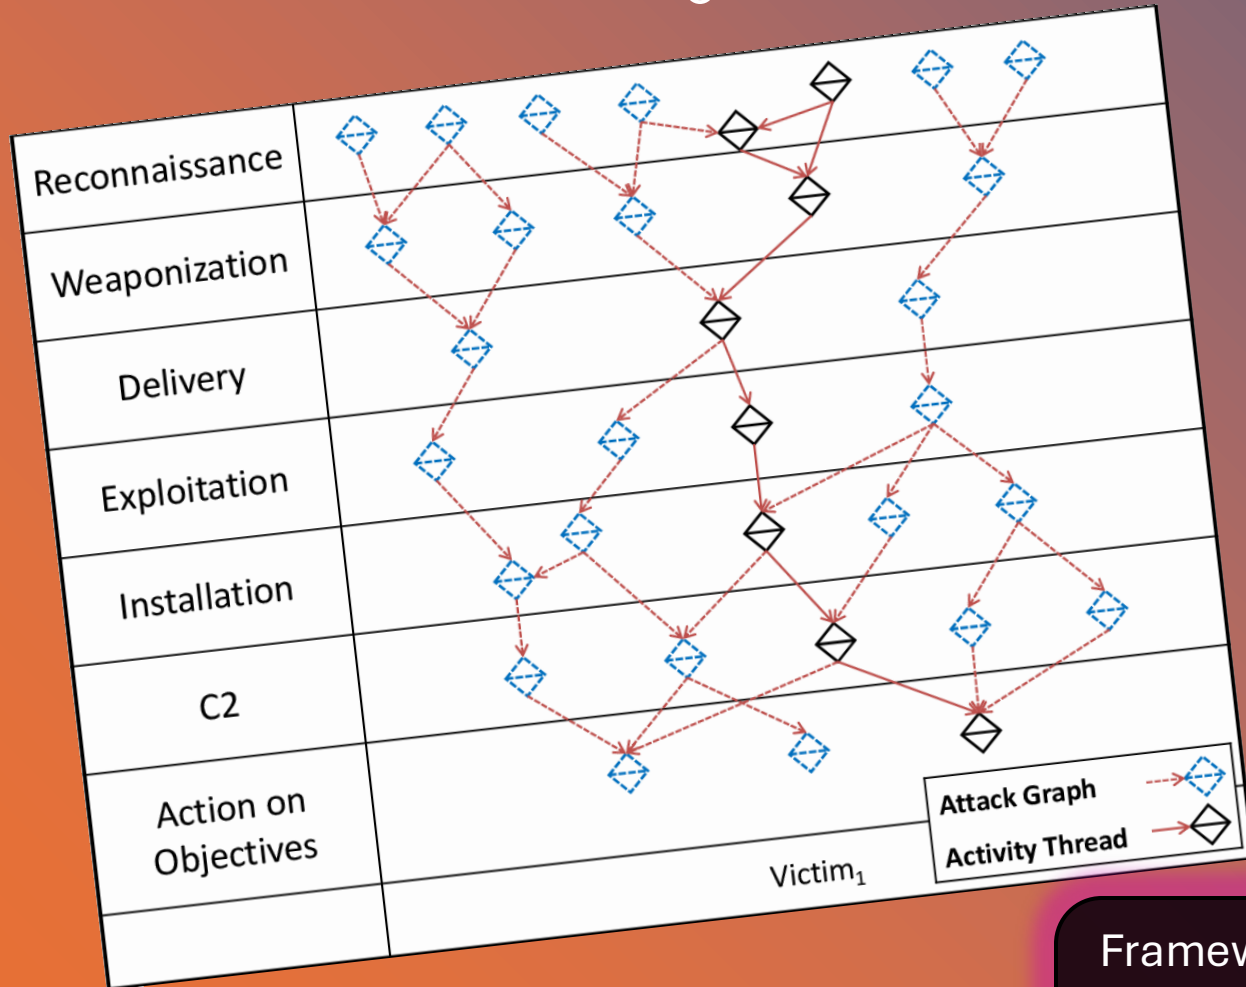 Reconnaissance
Weaponization
Delivery
Exploitation
Installation
C2
Action on
Objectives
Victim₁
Attack Graph
Activity Thread